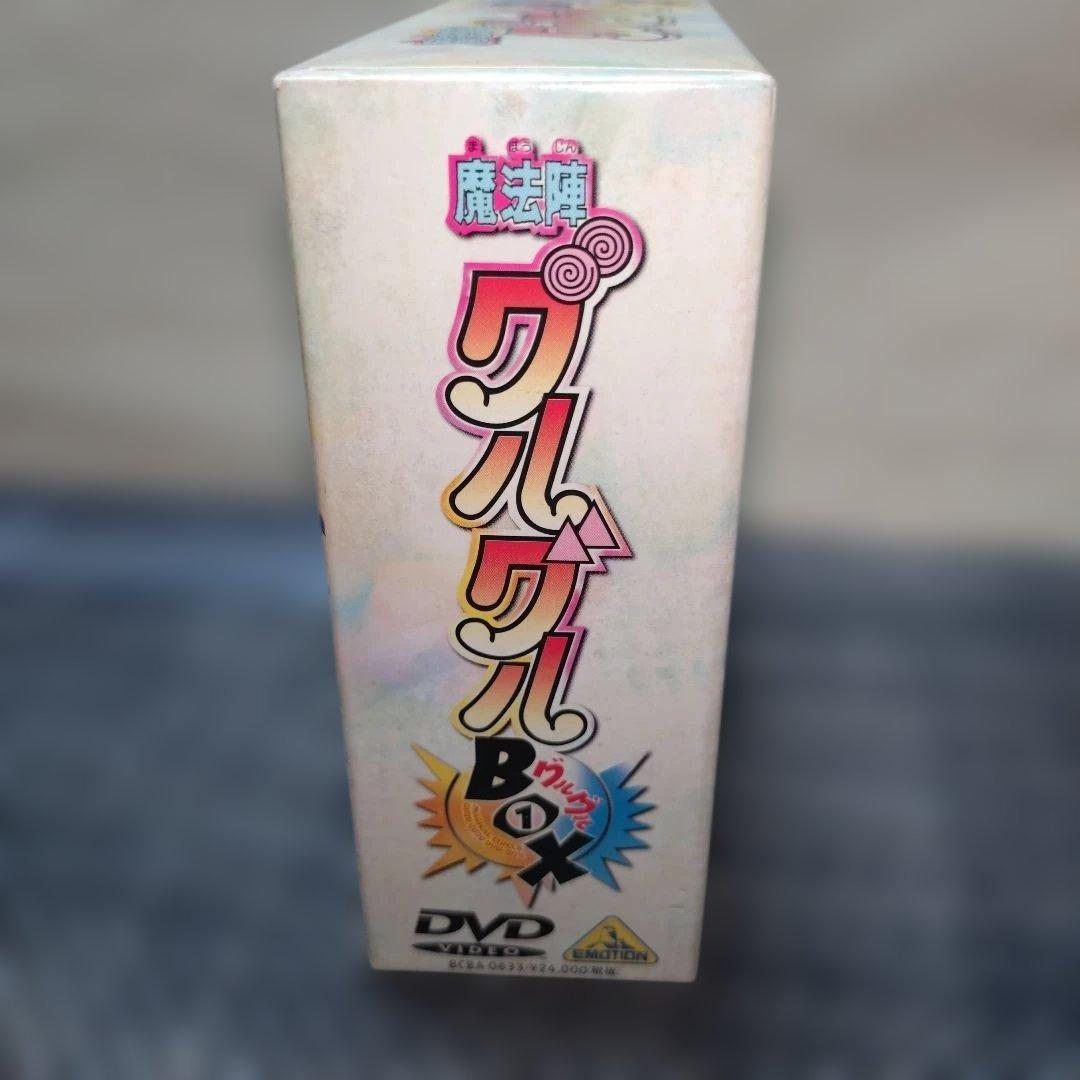 まほうじん
魔法陣
グルグル
BOX
グルグル
1
DVD
VIDEO
EMOTION
BCBA-0633/¥24,000(税抜)